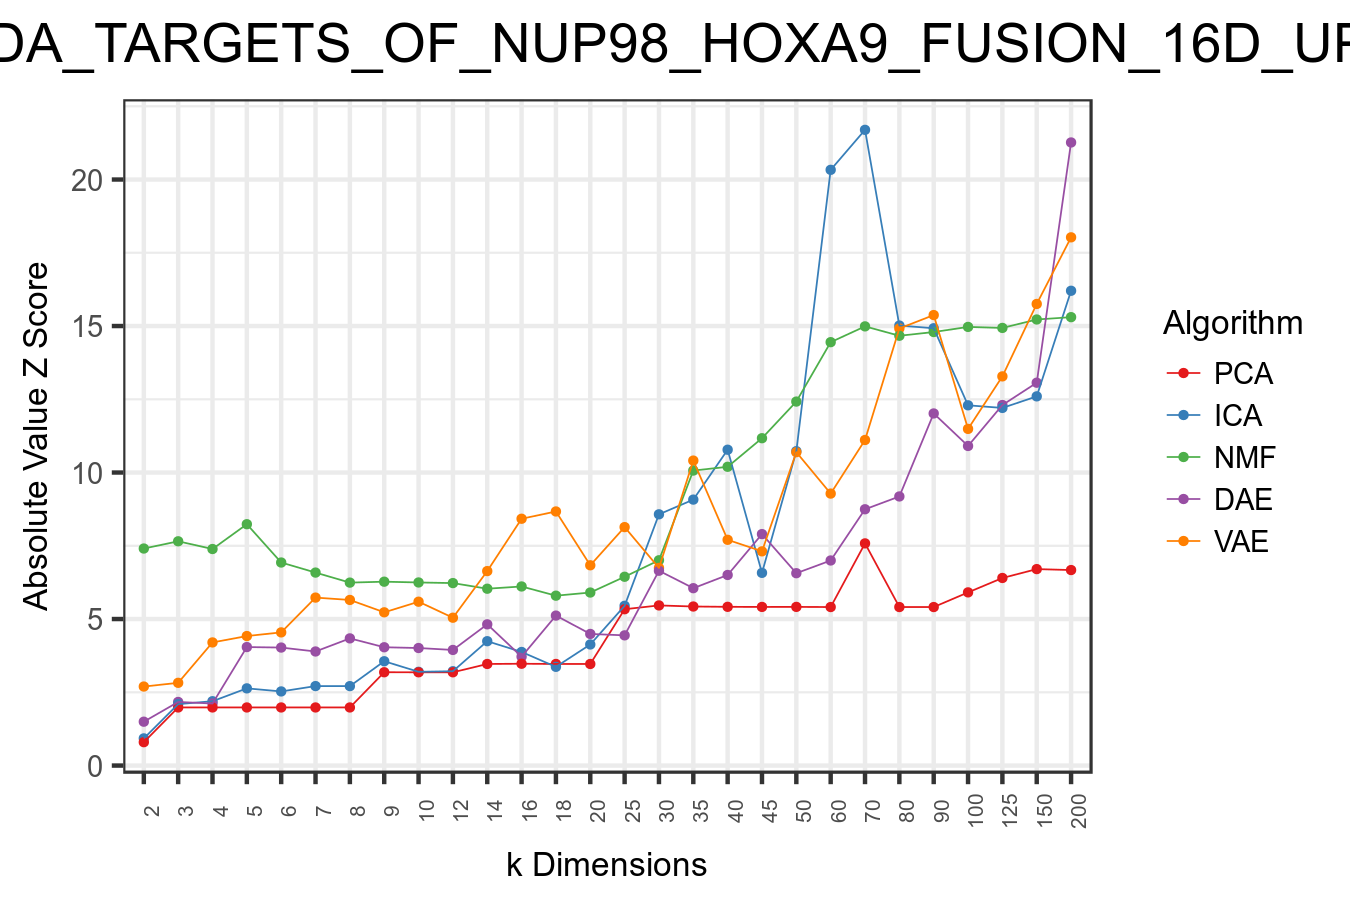 DA_TARGETS_OF_NUP98_HOXA9_FUSION_16D_UP
Absolute Value Z Score
20
15
10
5
0
2 3 4 5 6 7 8 9 10 12 14 16 18 20 25 30 35 40 45 50 60 70 80 90 100 125 150 200
k Dimensions
Algorithm
PCA
ICA
NMF
DAE
VAE